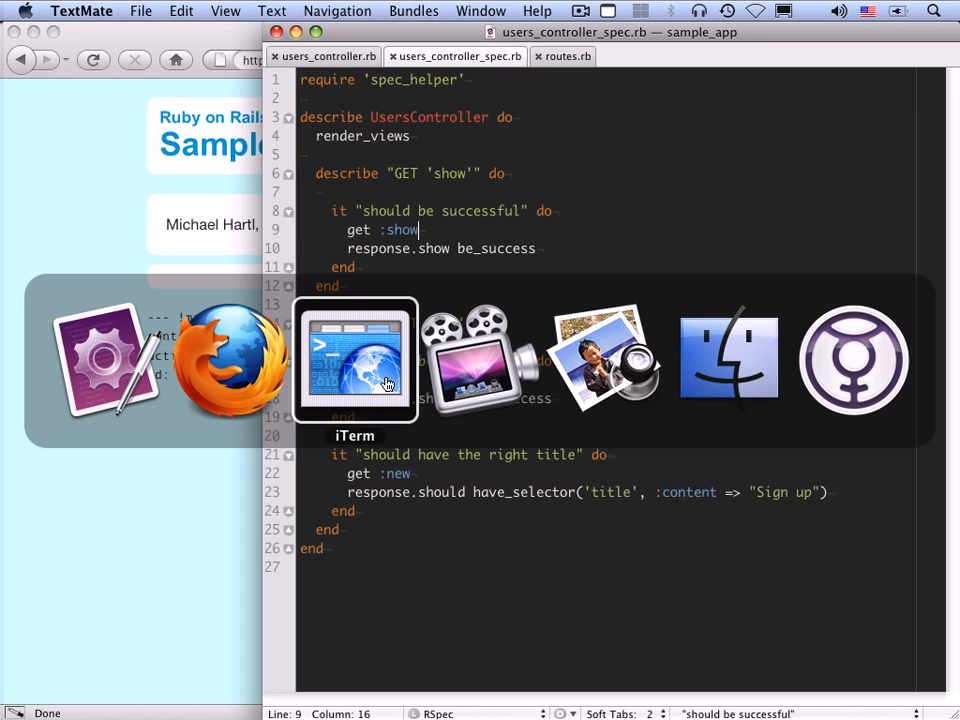 TextMate File Edit View Text Navigation Bundles Window Help
users_controller_spec.rb — sample_app
users_controller.rb users_controller_spec.rb routes.rb
http
Ruby on Rails
Sample
Michael Hartl,
1 require 'spec_helper'
2
3 describe UsersController do
4 render_views
5
6 describe "GET 'show'" do
7
8 it "should be successful" do
9 get :show
10 response.show be_success
11 end
12 end
13
do
ccess
19 end
20
21 it "should have the right title" do
22 get :new
23 response.should have_selector('title', :content => "Sign up")
24 end
25 end
26 end
27
iTerm
Done
Line: 9 Column: 16 RSpec Soft Tabs: 2 "should be successful"